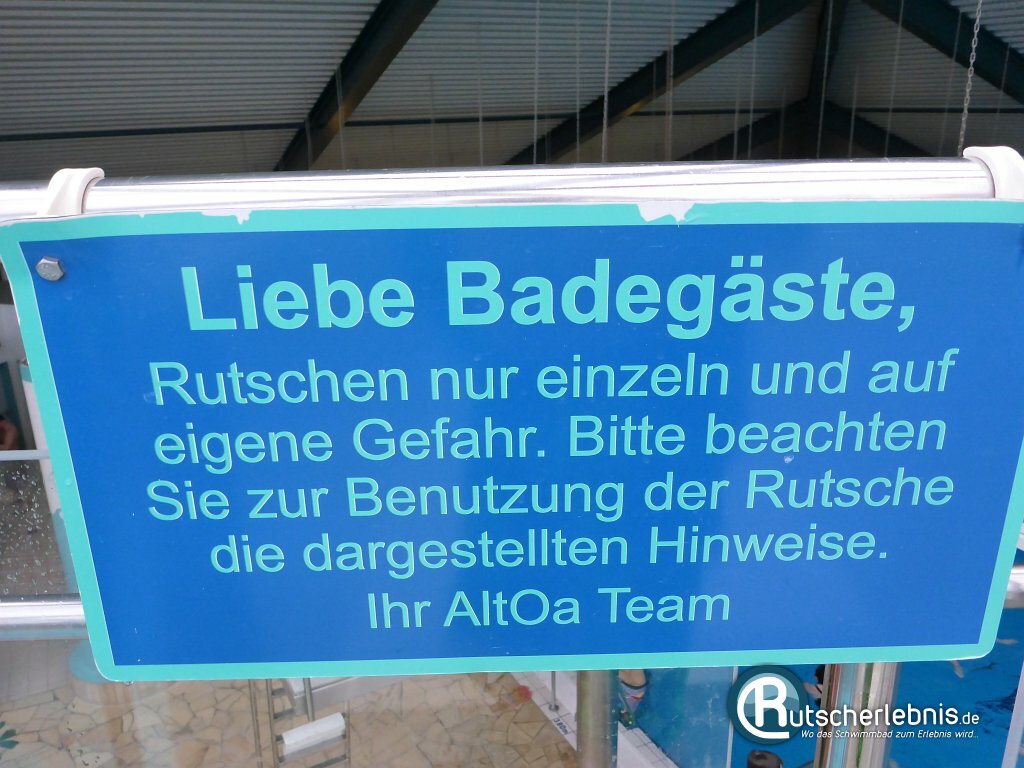 Liebe Badegäste,
Rutschen nur einzeln und auf
eigene Gefahr. Bitte beachten
Sie zur Benutzung der Rutsche
die dargestellten Hinweise.
Ihr AltOa Team
Rutscherlebnis.de
Wo das Schwimmbad zum Erlebnis wird...